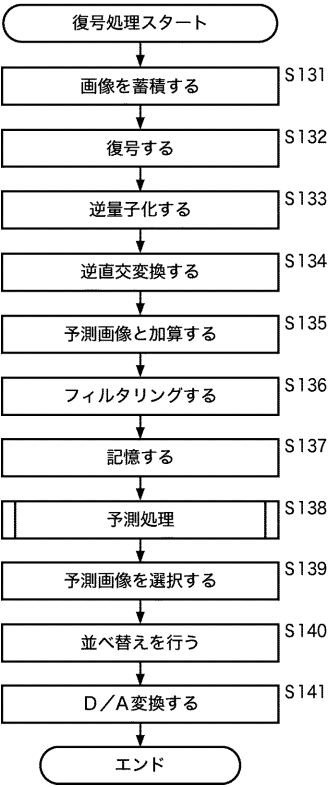 復号処理スタート
画像を蓄積する S131
復号する S132
逆量子化する S133
逆直交変換する S134
予測画像と加算する S135
フィルタリングする S136
記憶する S137
予測処理 S138
予測画像を選択する S139
並べ替えを行う S140
D/A変換する S141
エンド